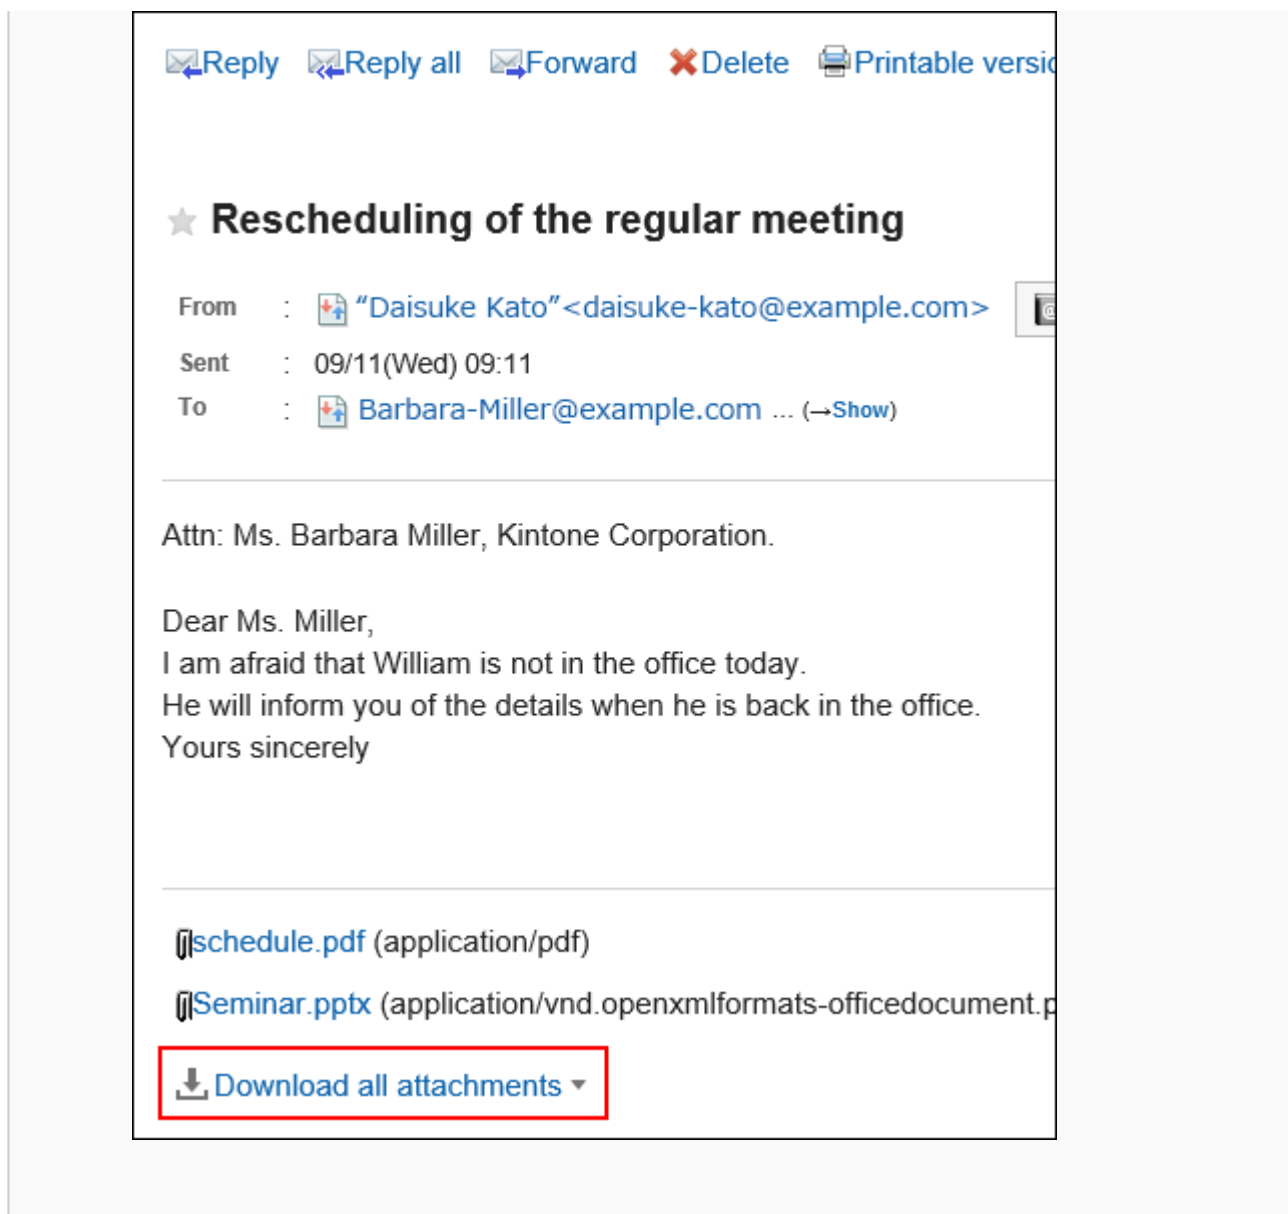 Reply Reply all Forward Delete Printable
Rescheduling of the regular meeting
From : “Daisuke Kato”<daisuke-kato@example.com>
Sent : 09/11(Wed) 09:11
To : Barbara-Miller@example.com ... (→Show)
Attn: Ms. Barbara Miller, Kintone Corporation.
Dear Ms. Miller,
I am afraid that William is not in the office today.
He will inform you of the details when he is back in the office.
Yours sincerely
schedule.pdf (application/pdf)
Seminar.pptx (application/vnd.openxmlformats-officedocument.p
Download all attachments